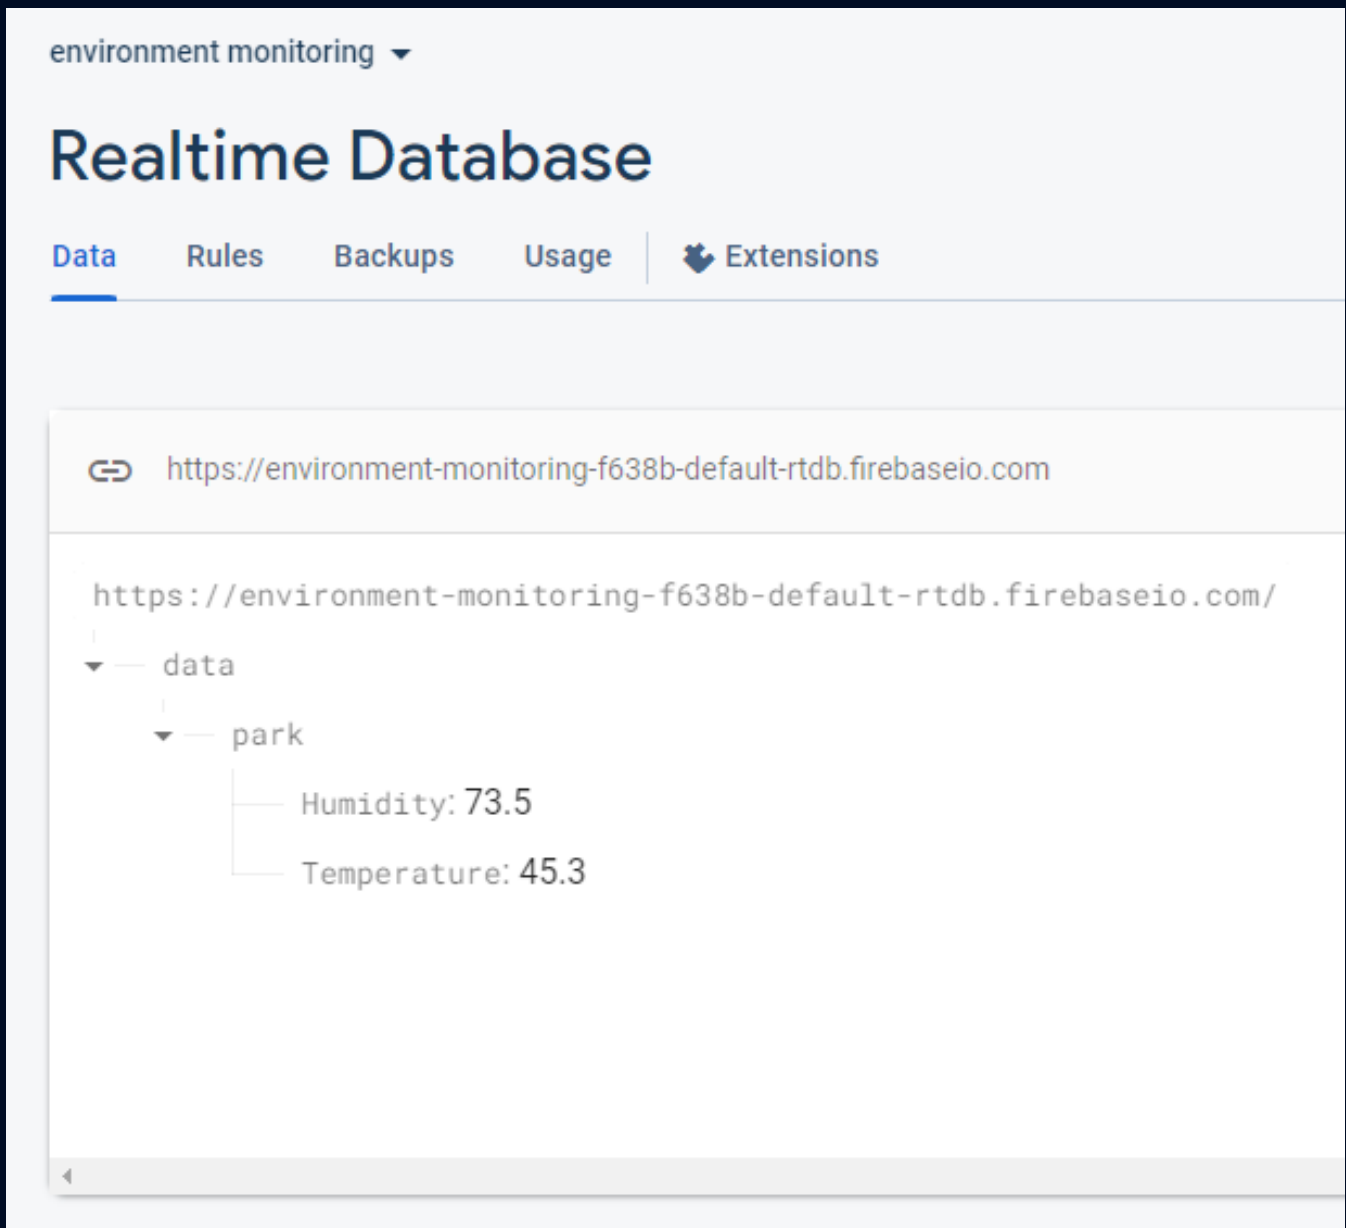 environment monitoring
Realtime Database
Data Rules Backups Usage Extensions
https://environment-monitoring-f638b-default-rtdb.firebaseio.com
https://environment-monitoring-f638b-default-rtdb.firebaseio.com/
data
park
Humidity: 73.5
Temperature: 45.3